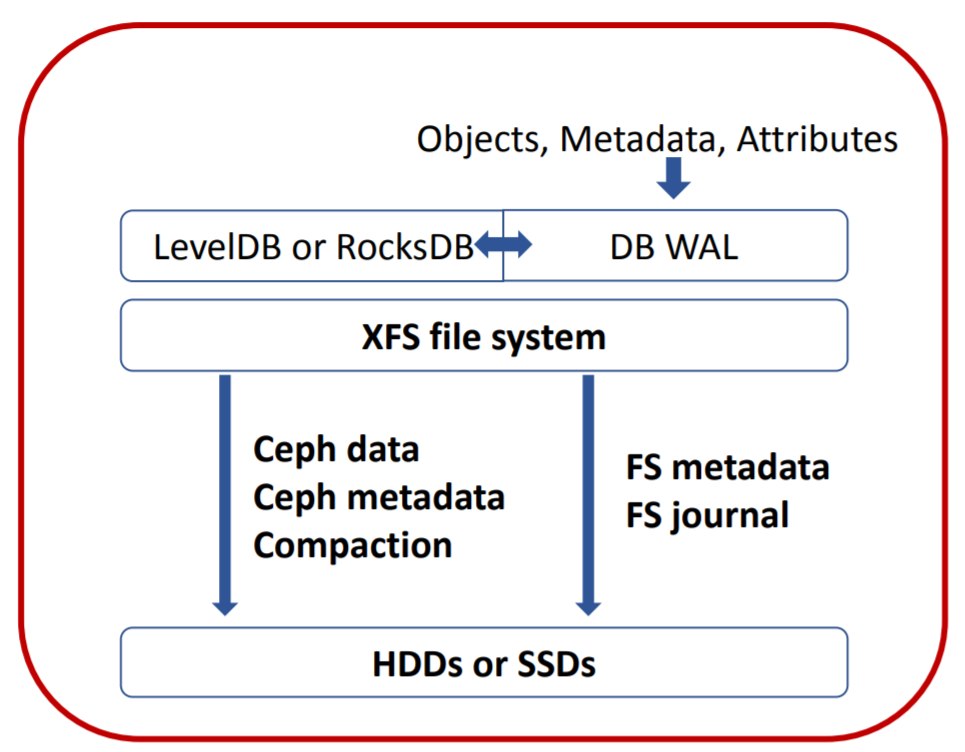 Objects, Metadata, Attributes
LevelDB or RocksDB
DB WAL
XFS file system
Ceph data
Ceph metadata
Compaction
FS metadata
FS journal
HDDs or SSDs